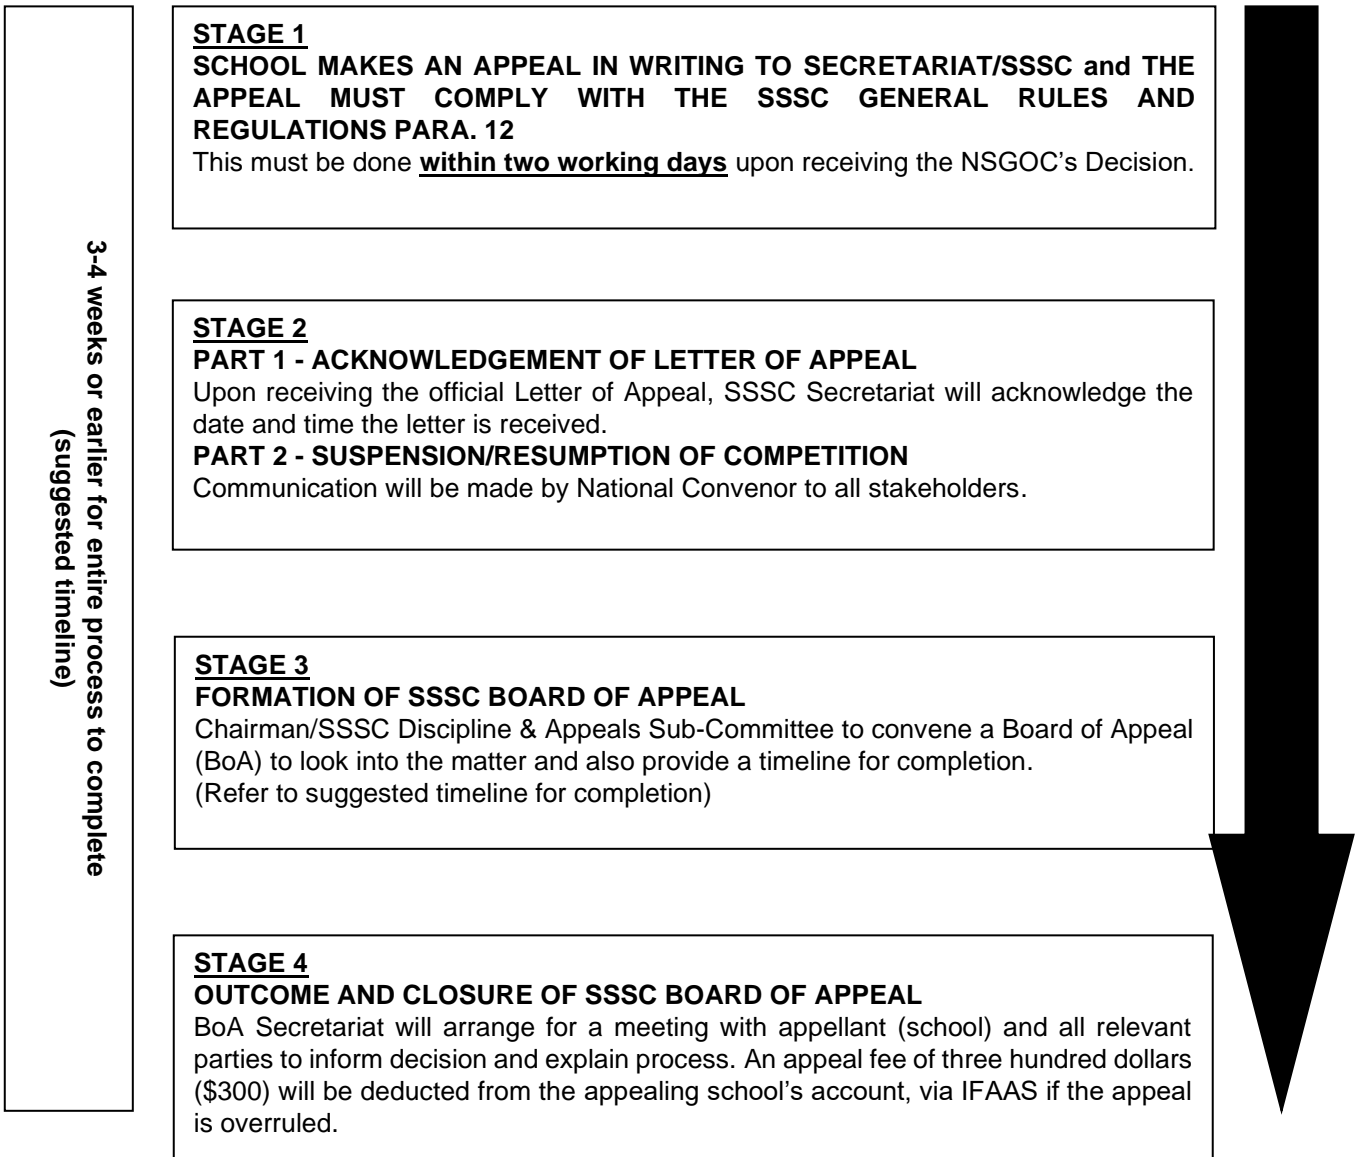 3-4 weeks or earlier for entire process to complete
(suggested timeline)
STAGE 1
SCHOOL MAKES AN APPEAL IN WRITING TO SECRETARIAT/SSSC and THE
APPEAL MUST COMPLY WITH THE SSSC GENERAL RULES AND
REGULATIONS PARA. 12
This must be done within two working days upon receiving the NSGOC’s Decision.
STAGE 2
PART 1 - ACKNOWLEDGEMENT OF LETTER OF APPEAL
Upon receiving the official Letter of Appeal, SSSC Secretariat will acknowledge the
date and time the letter is received.
PART 2 - SUSPENSION/RESUMPTION OF COMPETITION
Communication will be made by National Convenor to all stakeholders.
STAGE 3
FORMATION OF SSSC BOARD OF APPEAL
Chairman/SSSC Discipline & Appeals Sub-Committee to convene a Board of Appeal
(BoA) to look into the matter and also provide a timeline for completion.
(Refer to suggested timeline for completion)
STAGE 4
OUTCOME AND CLOSURE OF SSSC BOARD OF APPEAL
BoA Secretariat will arrange for a meeting with appellant (school) and all relevant
parties to inform decision and explain process. An appeal fee of three hundred dollars
($300) will be deducted from the appealing school’s account, via IFAAS if the appeal
is overruled.